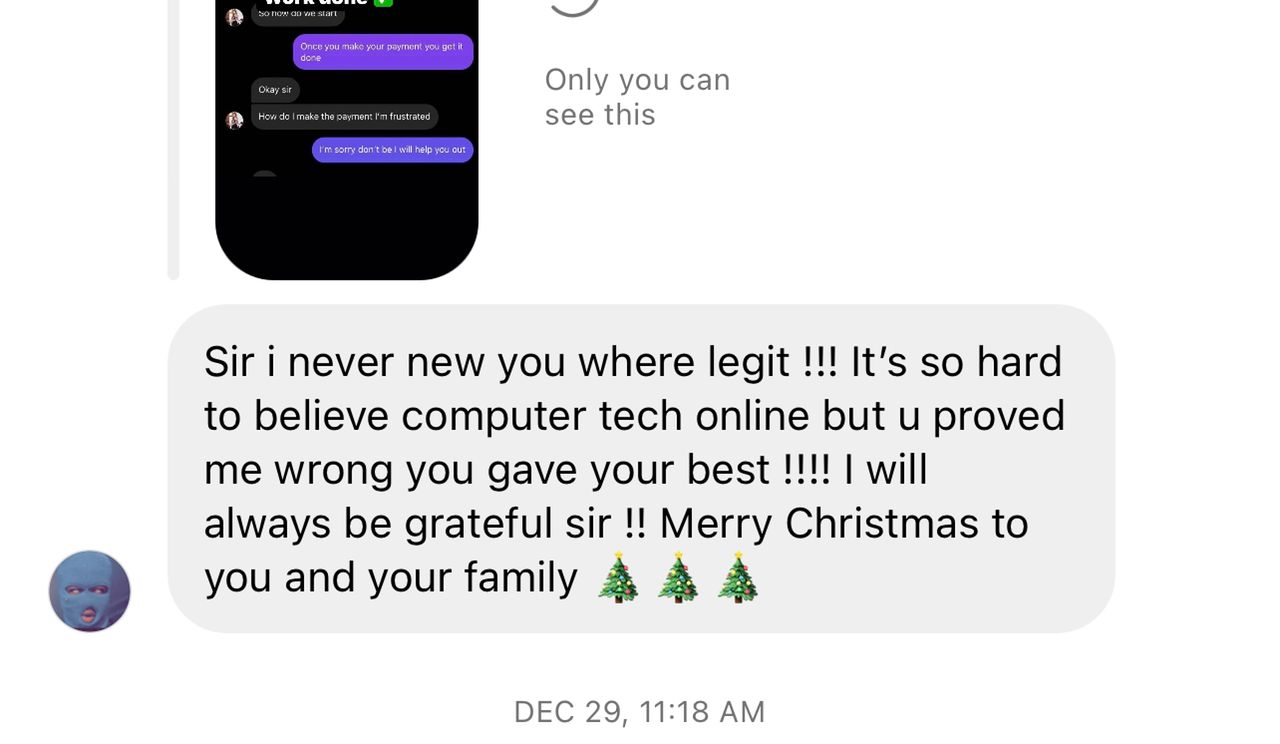 work done ✅
So how do we start
Once you make your payment you get it
done
Okay sir
How do I make the payment I'm frustrated
I'm sorry don't be I will help you out
Only you can
see this
Sir i never new you where legit !!! It’s so hard
to believe computer tech online but u proved
me wrong you gave your best !!!! I will
always be grateful sir !! Merry Christmas to
you and your family 🎄 🎄 🎄
DEC 29, 11:18 AM